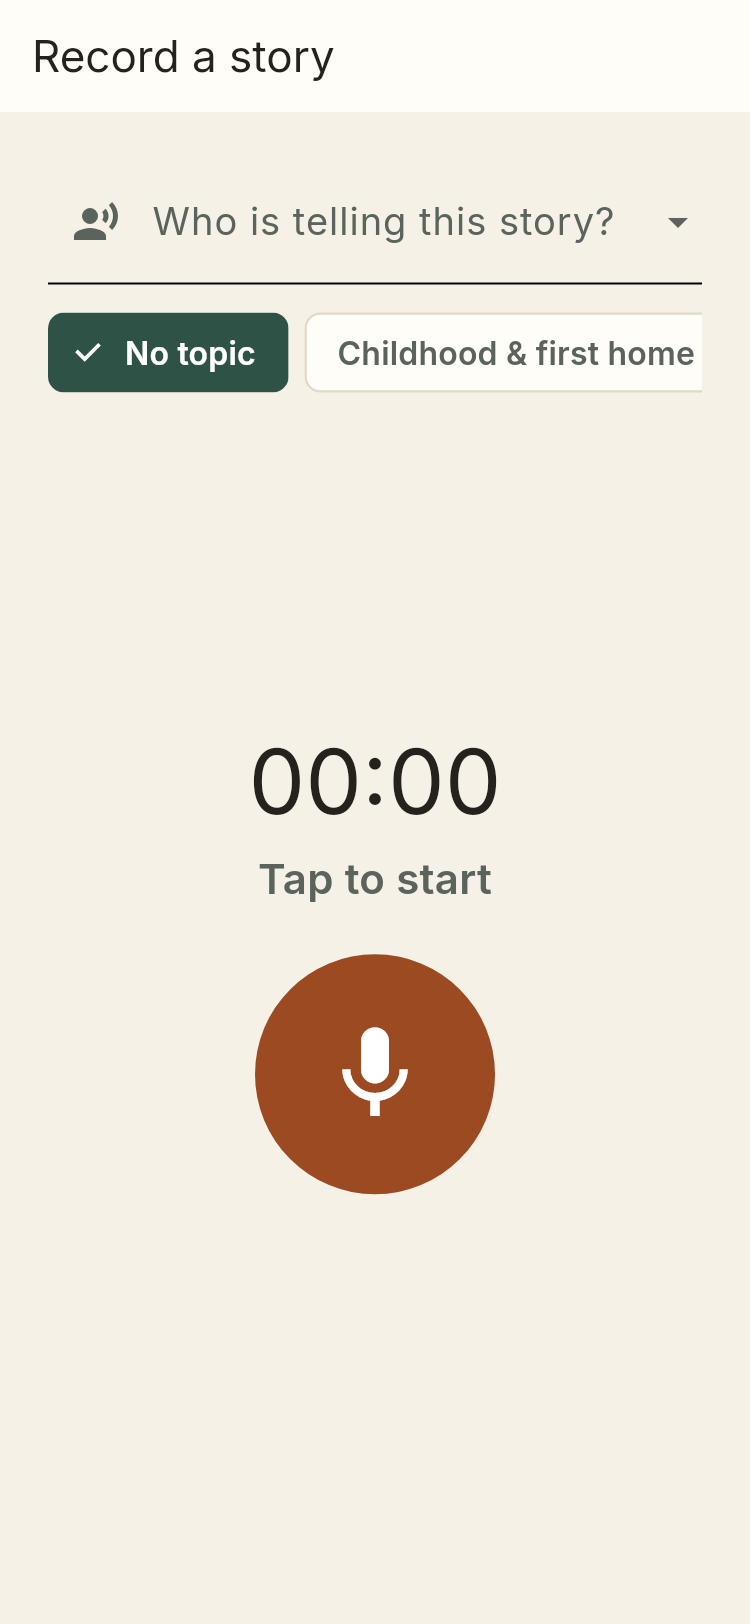 Record a story
Who is telling this story?
No topic
Childhood & first home
00:00
Tap to start